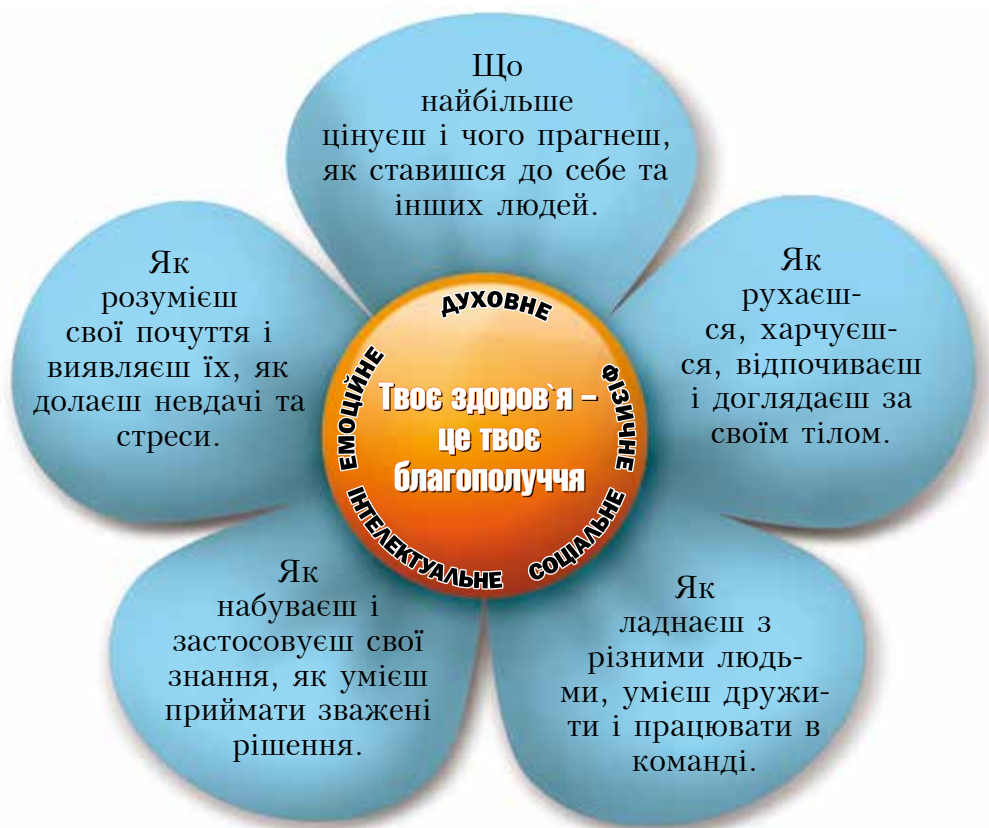 Що
найбільше
цінуєш і чого прагнеш,
як ставишся до себе та
інших людей.
Як
розумієш
свої почуття і
виявляєш їх, як
долаєш невдачі та
стреси.
Як
рухаєш-
ся, харчуєш-
ся, відпочиваєш
і доглядаєш за
своїм тілом.
ДУХОВНЕ
ЕМОЦІЙНЕ
ФІЗИЧНЕ
Твоє здоров`я –
це твоє
благополуччя
ІНТЕЛЕКТУАЛЬНЕ
СОЦІАЛЬНЕ
Як
набуваєш і
застосовуєш свої
знання, як умієш
приймати зважені
рішення.
Як
ладнаєш з
різними людь-
ми, умієш дружи-
ти і працювати в
команді.